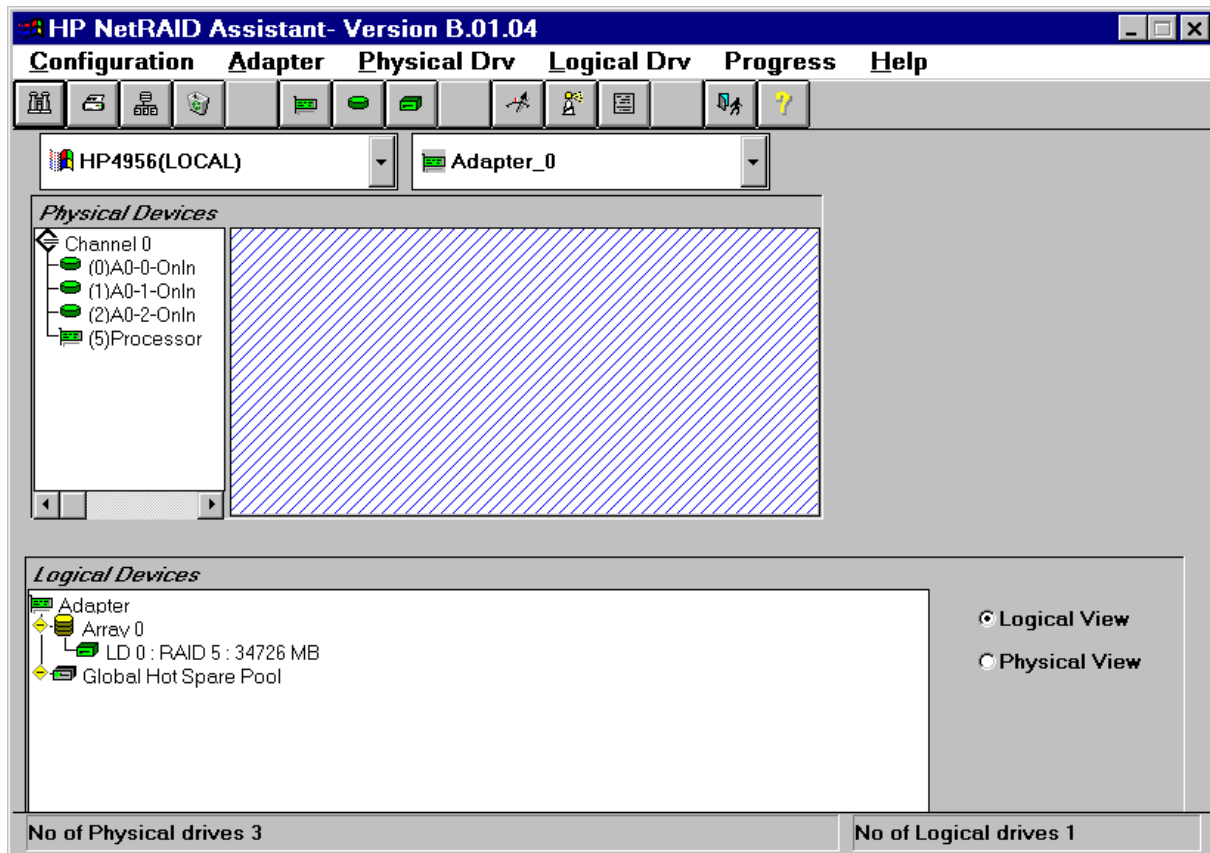 HP NetRAID Assistant- Version B.01.04
Configuration Adapter Physical Drv Logical Drv Progress Help
HP4956(LOCAL) Adapter_0
Physical Devices
Channel 0
(0)A0-0-OnIn
(1)A0-1-OnIn
(2)A0-2-OnIn
(5)Processor
Logical Devices
Adapter
Array 0
LD 0 : RAID 5 : 34726 MB
Global Hot Spare Pool
Logical View
Physical View
No of Physical drives 3 No of Logical drives 1